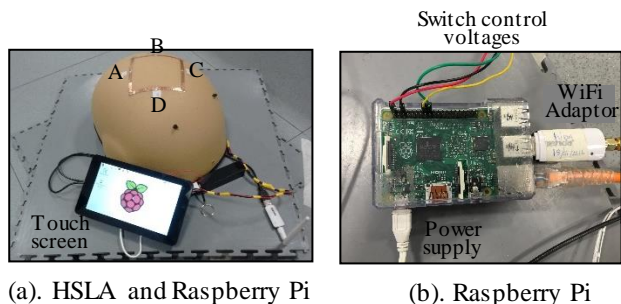 B
A
C
D
Touch
screen
(a). HSLA and Raspberry Pi
Switch control
voltages
WiFi
Adaptor
Power
supply
(b). Raspberry Pi